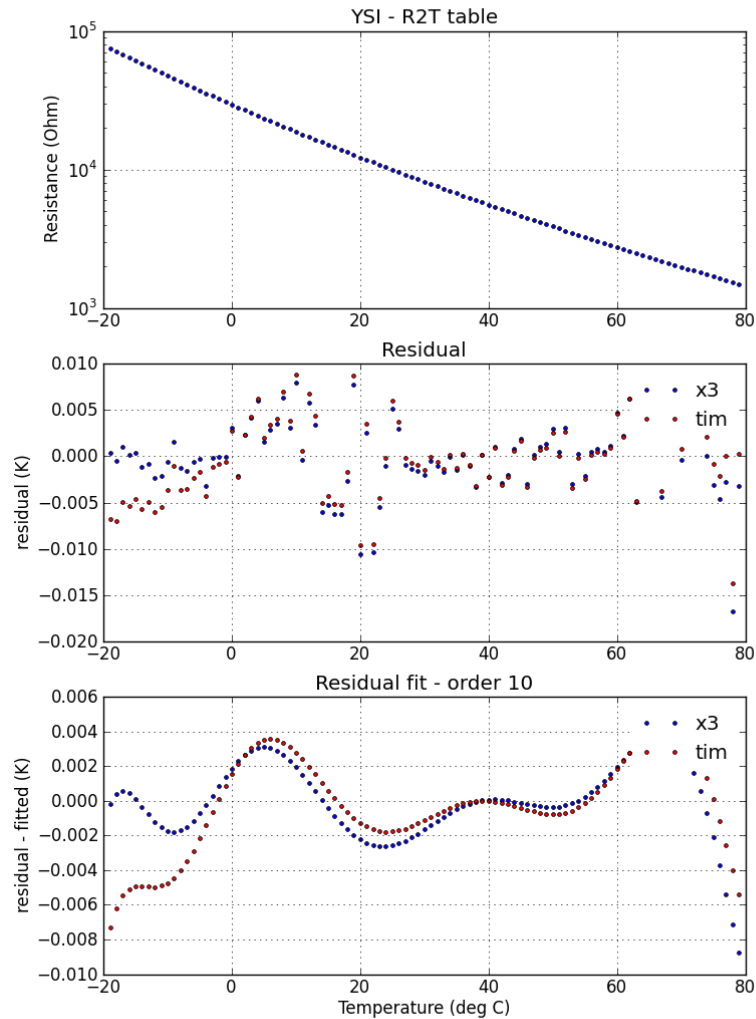 YSI - R2T table
10^5
10^4
10^3
Resistance (Ohm)
−20 0 20 40 60 80
Residual
0.010
0.005
0.000
−0.005
−0.010
−0.015
−0.020
residual (K)
x3
tim
−20 0 20 40 60 80
Residual fit - order 10
0.006
0.004
0.002
0.000
−0.002
−0.004
−0.006
−0.008
−0.010
residual - fitted (K)
x3
tim
−20 0 20 40 60 80
Temperature (deg C)